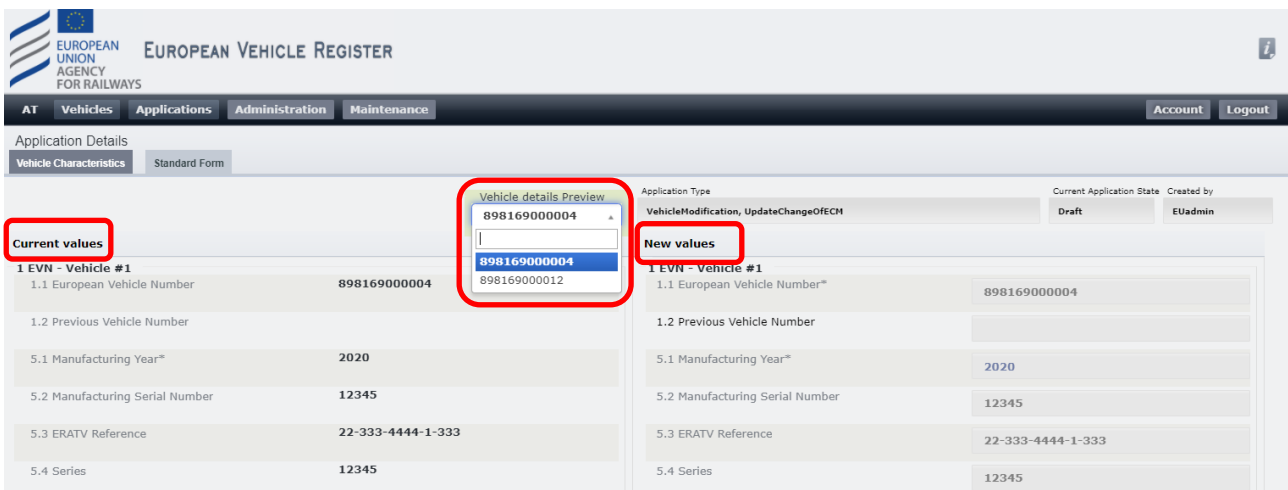 EUROPEAN
UNION
AGENCY
FOR RAILWAYS
EUROPEAN VEHICLE REGISTER
i
AT Vehicles Applications Administration Maintenance Account Logout
Application Details
Vehicle Characteristics Standard Form
Vehicle details Preview
898169000004
898169000004
898169000012
Application Type Current Application State Created by
VehicleModification, UpdateChangeOfECM Draft EUadmin
Current values
1 EVN - Vehicle #1
1.1 European Vehicle Number 898169000004
1.2 Previous Vehicle Number
5.1 Manufacturing Year* 2020
5.2 Manufacturing Serial Number 12345
5.3 ERATV Reference 22-333-4444-1-333
5.4 Series 12345
New values
1 EVN - Vehicle #1
1.1 European Vehicle Number* 898169000004
1.2 Previous Vehicle Number
5.1 Manufacturing Year* 2020
5.2 Manufacturing Serial Number 12345
5.3 ERATV Reference 22-333-4444-1-333
5.4 Series 12345